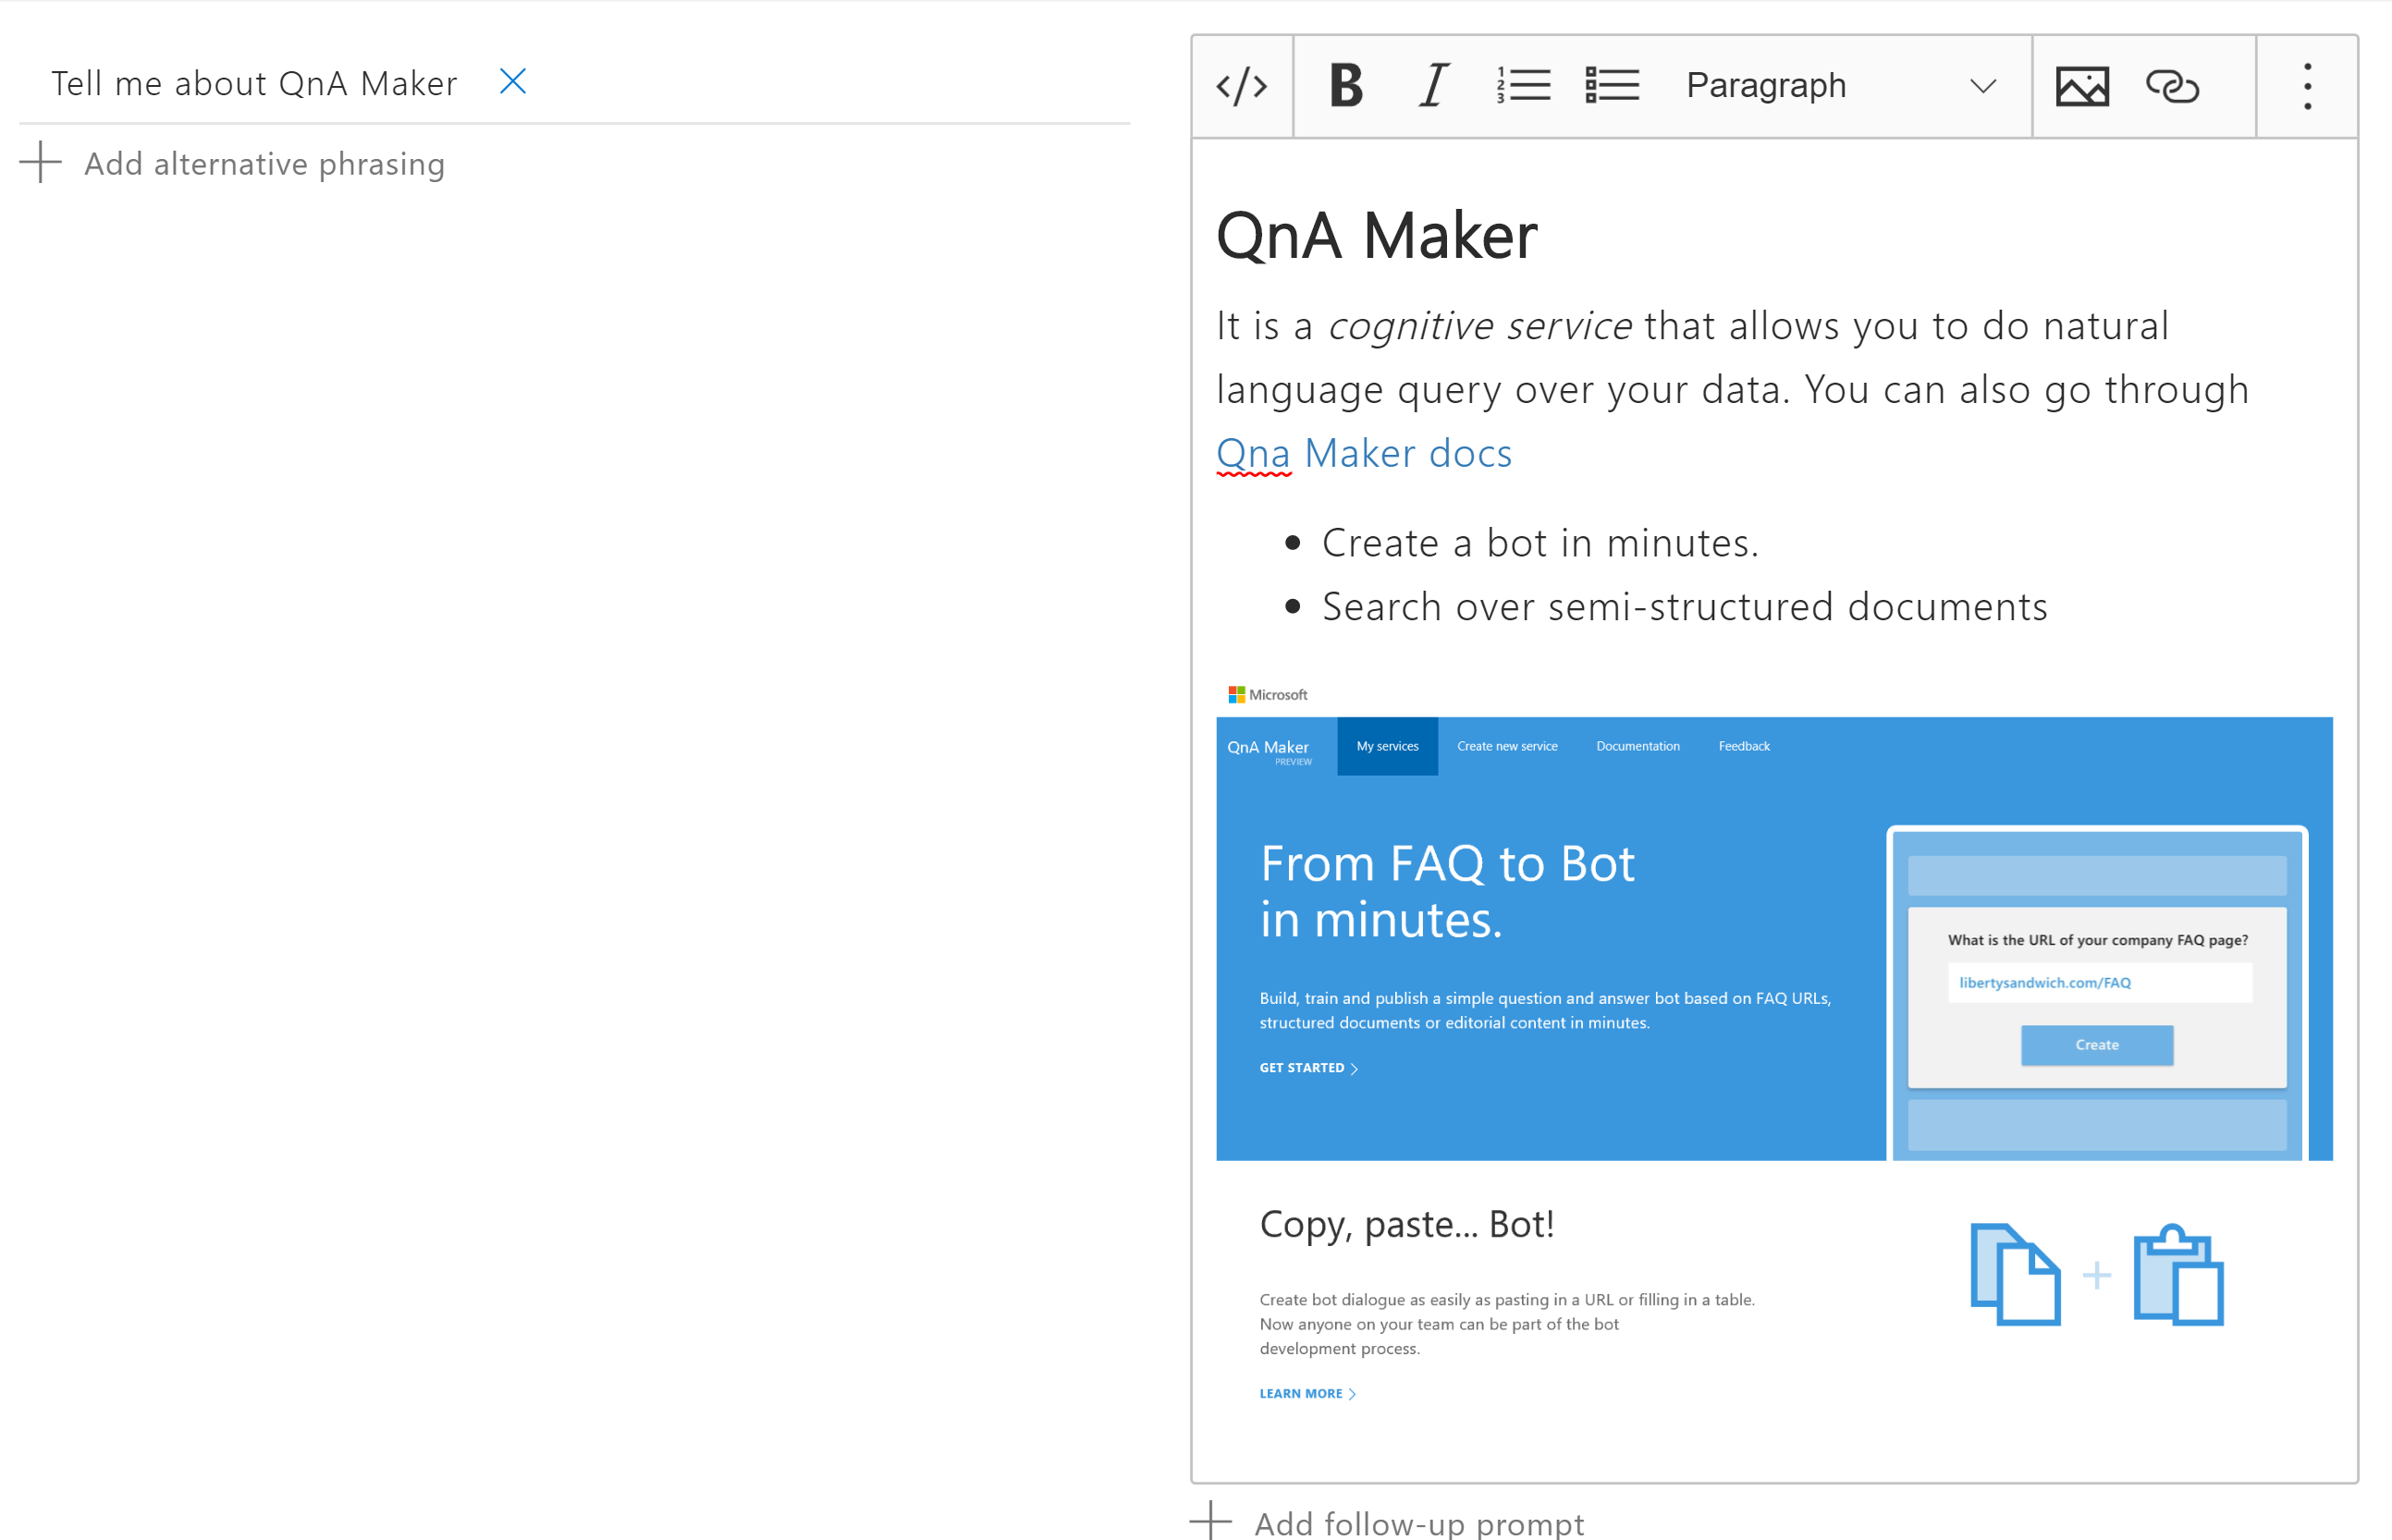 Tell me about QnA Maker
Add alternative phrasing
Paragraph
QnA Maker
It is a cognitive service that allows you to do natural
language query over your data. You can also go through
Qna Maker docs
• Create a bot in minutes.
• Search over semi-structured documents
Microsoft
QnA Maker
PREVIEW
My services
Create new service
Documentation
Feedback
From FAQ to Bot
in minutes.
Build, train and publish a simple question and answer bot based on FAQ URLs,
structured documents or editorial content in minutes.
GET STARTED
What is the URL of your company FAQ page?
libertysandwich.com/FAQ
Create
Copy, paste... Bot!
Create bot dialogue as easily as pasting in a URL or filling in a table.
Now anyone on your team can be part of the bot
development process.
LEARN MORE
Add follow-up prompt